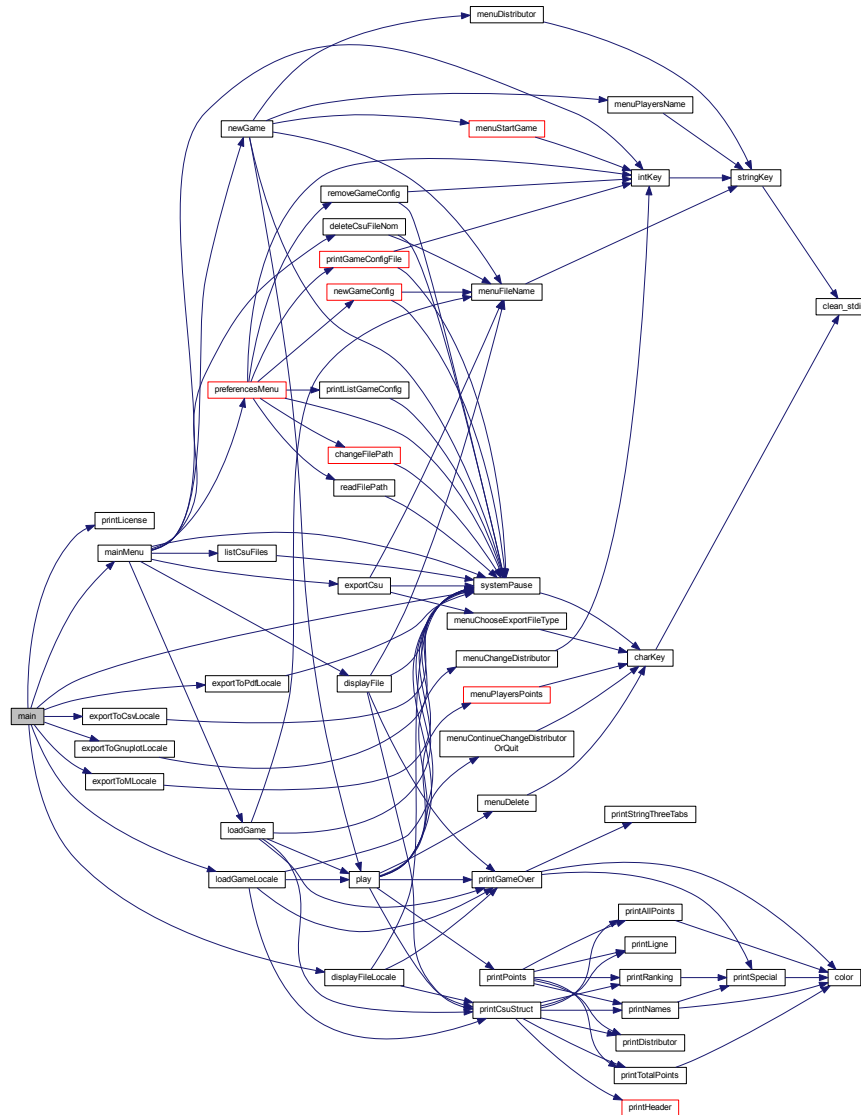 menuDistributor
menuPlayersName
newGame
menuStartGame
removeGameConfig
intKey
stringKey
deleteCsuFileNom
printGameConfigFile
newGameConfig
menuFileName
clean_stdin
preferencesMenu
printListGameConfig
changeFilePath
readFilePath
printLicense
mainMenu
listCsuFiles
exportCsu
systemPause
menuChooseExportFileType
charKey
menuChangeDistributor
exportToPdfLocale
displayFile
menuPlayersPoints
main
exportToCsvLocale
exportToGnuplotLocale
menuContinueChangeDistributor
OrQuit
exportToMLocale
menuDelete
printStringThreeTabs
loadGame
loadGameLocale
play
printGameOver
printAllPoints
printLigne
displayFileLocale
printPoints
printRanking
printSpecial
color
printCsuStruct
printNames
printDistributor
printTotalPoints
printHeader